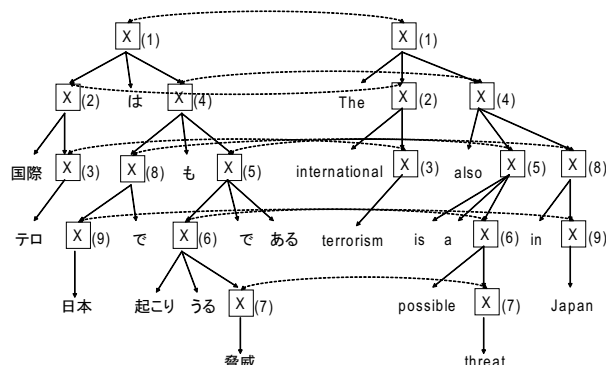 X (1) X (1)
X (2) は X (4) The X (2) X (4)
国際 X (3) X (8) も X (5) international X (3) also X (5) X (8)
テロ X (9) で X (6) で ある terrorism is a X (6) in X (9)
日本 起こり うる X (7) possible X (7) Japan
脅威 threat